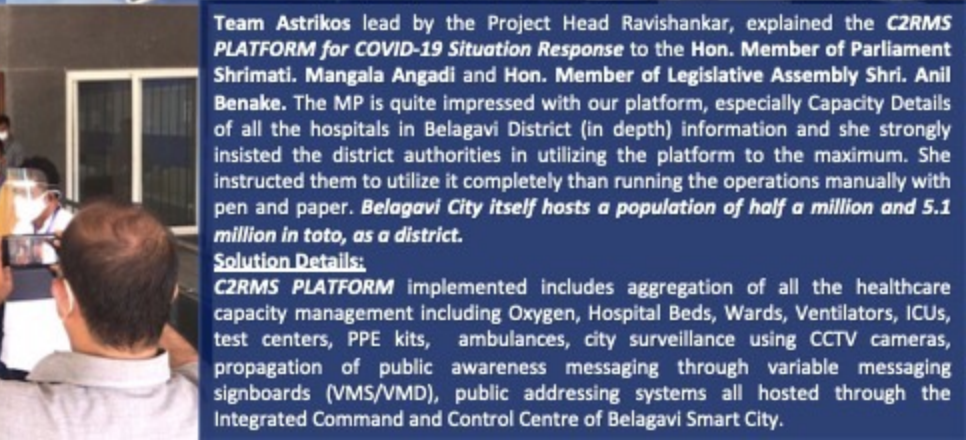 Team Astrikos lead by the Project Head Ravishankar, explained the C2RMS
PLATFORM for COVID-19 Situation Response to the Hon. Member of Parliament
Shrimati. Mangala Angadi and Hon. Member of Legislative Assembly Shri. Anil
Benake. The MP is quite impressed with our platform, especially Capacity Details
of all the hospitals in Belagavi District (in depth) information and she strongly
insisted the district authorities in utilizing the platform to the maximum. She
instructed them to utilize it completely than running the operations manually with
pen and paper. Belagavi City itself hosts a population of half a million and 5.1
million in toto, as a district.
Solution Details:
C2RMS PLATFORM implemented includes aggregation of all the healthcare
capacity management including Oxygen, Hospital Beds, Wards, Ventilators, ICUs,
test centers, PPE kits, ambulances, city surveillance using CCTV cameras,
propagation of public awareness messaging through variable messaging
signboards (VMS/VMD), public addressing systems all hosted through the
Integrated Command and Control Centre of Belagavi Smart City.